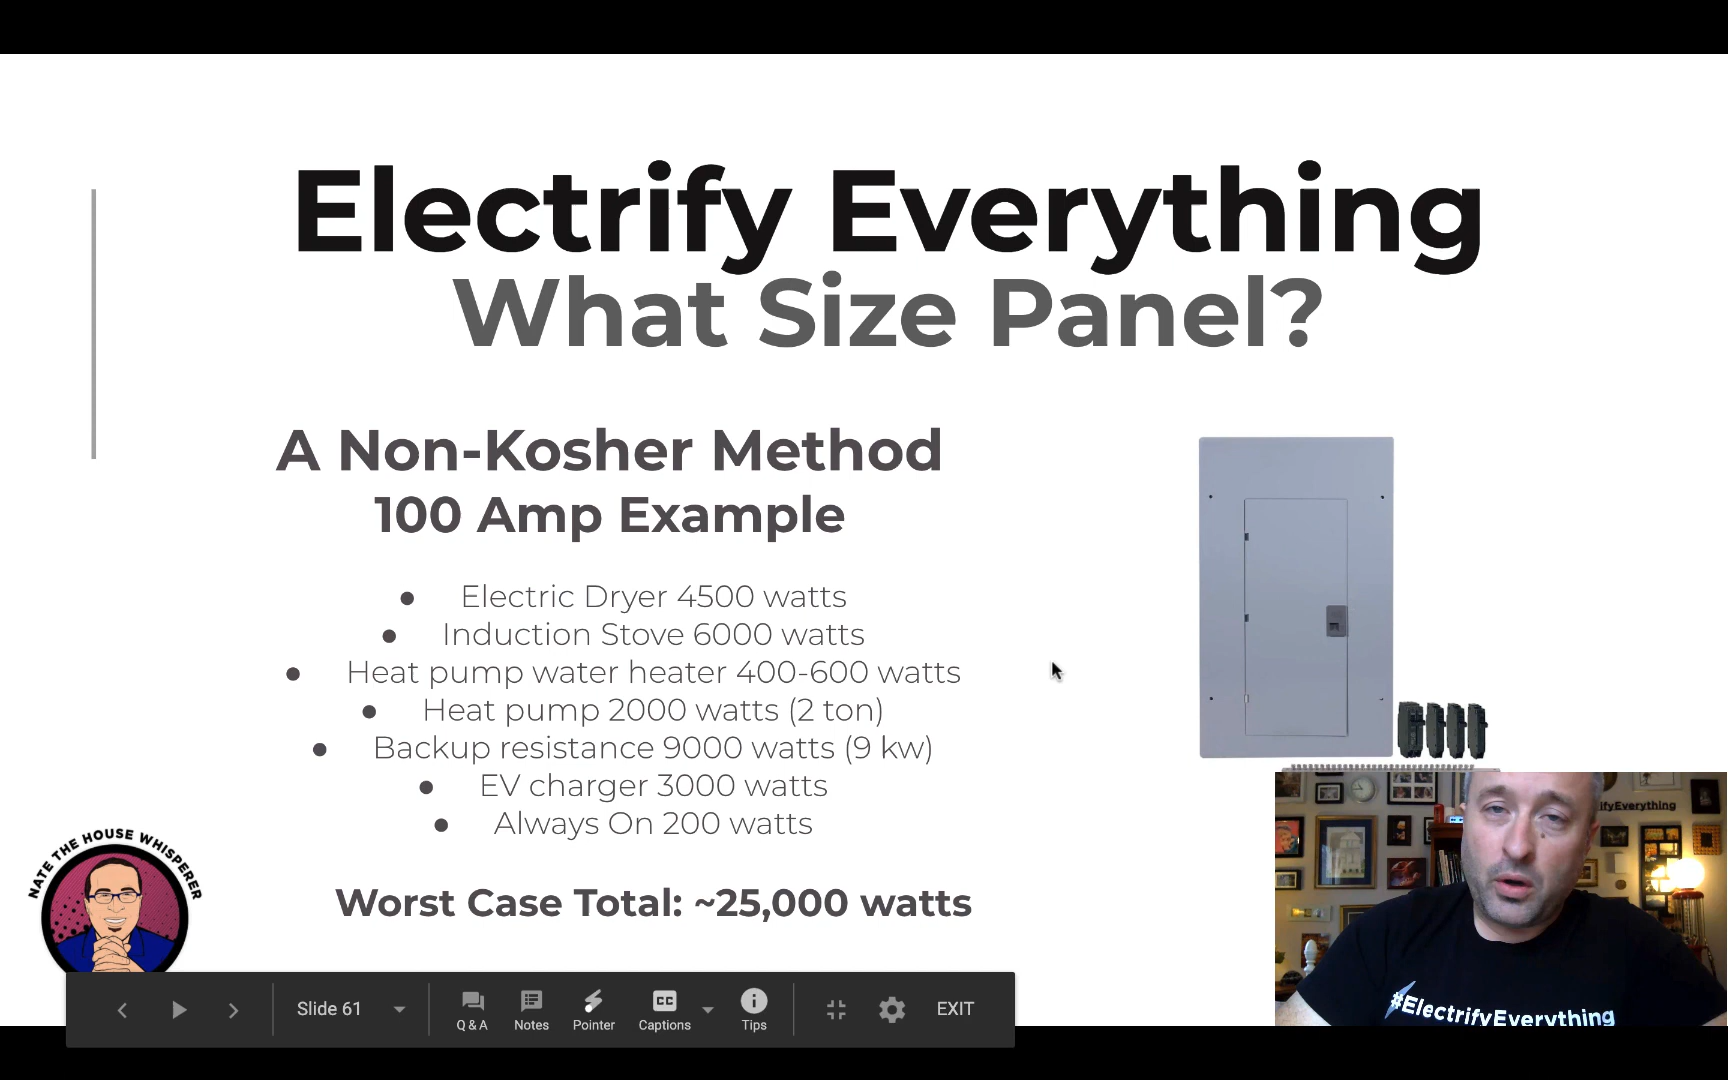 Electrify Everything
What Size Panel?
A Non-Kosher Method
100 Amp Example
● Electric Dryer 4500 watts
● Induction Stove 6000 watts
● Heat pump water heater 400-600 watts
● Heat pump 2000 watts (2 ton)
● Backup resistance 9000 watts (9 kw)
● EV charger 3000 watts
● Always On 200 watts
Worst Case Total: ~25,000 watts
NATE THE HOUSE WHISPERER
ifyEverything
#ElectrifyEverything
Slide 61
Q & A
Notes
Pointer
CC
Captions
Tips
EXIT